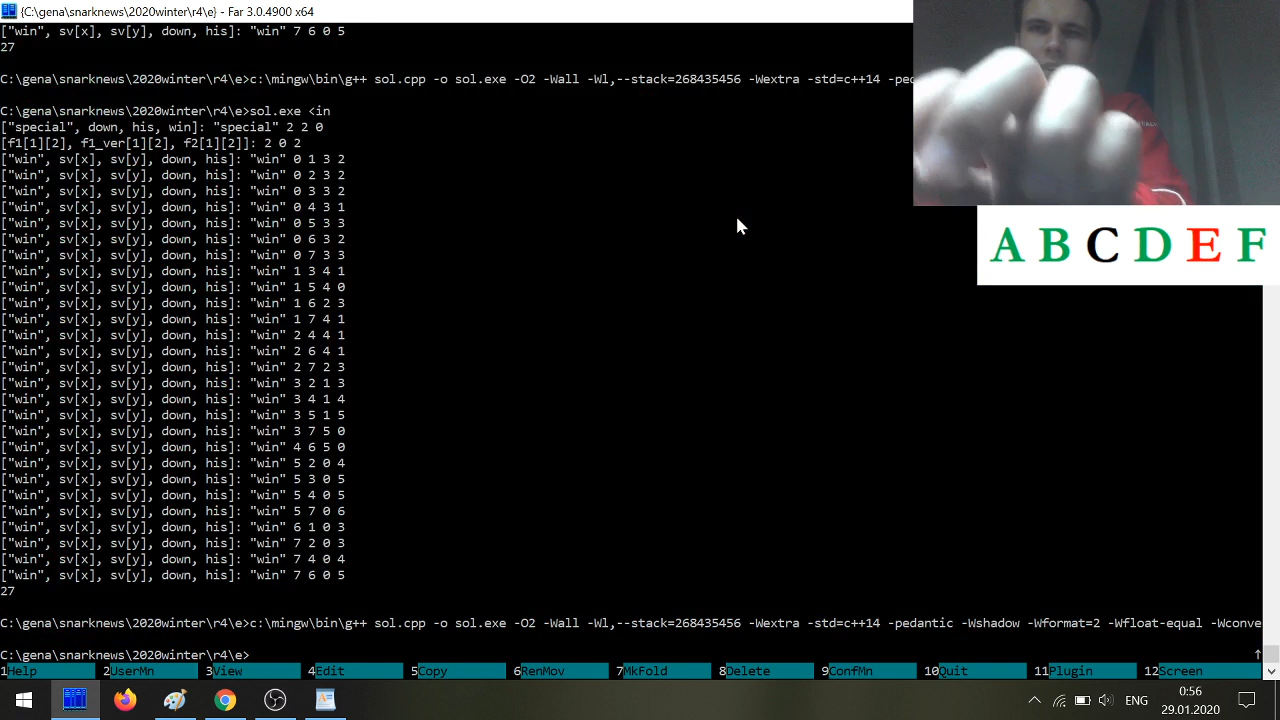 {C:\gena\snarknews\2020winter\r4\e} - Far 3.0.4900 x64
["win", sv[x], sv[y], down, his]: "win" 7 6 0 5
27
C:\gena\snarknews\2020winter\r4\e>c:\mingw\bin\g++ sol.cpp -o sol.exe -O2 -Wall -Wl,--stack=268435456 -Wextra -std=c++14 -ped
C:\gena\snarknews\2020winter\r4\e>sol.exe <in
["special", down, his, win]: "special" 2 2 0
[f1[1][2], f1_ver[1][2], f2[1][2]]: 2 0 2
["win", sv[x], sv[y], down, his]: "win" 0 1 3 2
["win", sv[x], sv[y], down, his]: "win" 0 2 3 2
["win", sv[x], sv[y], down, his]: "win" 0 3 3 2
["win", sv[x], sv[y], down, his]: "win" 0 4 3 1
["win", sv[x], sv[y], down, his]: "win" 0 5 3 3
["win", sv[x], sv[y], down, his]: "win" 0 6 3 2
["win", sv[x], sv[y], down, his]: "win" 0 7 3 3
["win", sv[x], sv[y], down, his]: "win" 1 3 4 1
["win", sv[x], sv[y], down, his]: "win" 1 5 4 0
["win", sv[x], sv[y], down, his]: "win" 1 6 2 3
["win", sv[x], sv[y], down, his]: "win" 1 7 4 1
["win", sv[x], sv[y], down, his]: "win" 2 4 4 1
["win", sv[x], sv[y], down, his]: "win" 2 6 4 1
["win", sv[x], sv[y], down, his]: "win" 2 7 2 3
["win", sv[x], sv[y], down, his]: "win" 3 2 1 3
["win", sv[x], sv[y], down, his]: "win" 3 4 1 4
["win", sv[x], sv[y], down, his]: "win" 3 5 1 5
["win", sv[x], sv[y], down, his]: "win" 3 7 5 0
["win", sv[x], sv[y], down, his]: "win" 4 6 5 0
["win", sv[x], sv[y], down, his]: "win" 5 2 0 4
["win", sv[x], sv[y], down, his]: "win" 5 3 0 5
["win", sv[x], sv[y], down, his]: "win" 5 4 0 5
["win", sv[x], sv[y], down, his]: "win" 5 7 0 6
["win", sv[x], sv[y], down, his]: "win" 6 1 0 3
["win", sv[x], sv[y], down, his]: "win" 7 2 0 3
["win", sv[x], sv[y], down, his]: "win" 7 4 0 4
["win", sv[x], sv[y], down, his]: "win" 7 6 0 5
27
C:\gena\snarknews\2020winter\r4\e>c:\mingw\bin\g++ sol.cpp -o sol.exe -O2 -Wall -Wl,--stack=268435456 -Wextra -std=c++14 -pedantic -Wshadow -Wformat=2 -Wfloat-equal -Wconve
C:\gena\snarknews\2020winter\r4\e>
1Help 2UserMn 3View 4Edit 5Copy 6RenMov 7MkFold 8Delete 9ConfMn 10Quit 11Plugin 12Screen
A B C D E F
ENG
0:56
29.01.2020